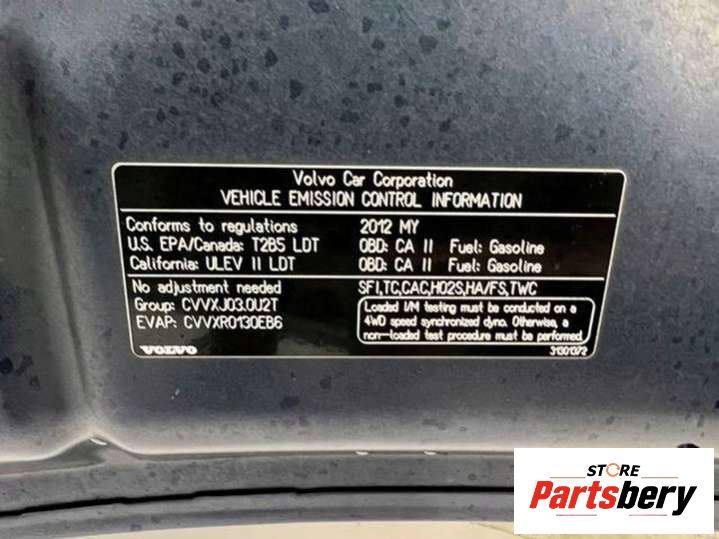 Volvo Car Corporation
VEHICLE EMISSION CONTROL INFORMATION
Conforms to regulations 2012 MY
U.S. EPA/Canada: T2B5 LDT OBD: CA II Fuel: Gasoline
California: ULEV II LDT OBD: CA II Fuel: Gasoline
No adjustment needed SFI,TC,CAC,HO2S,HA/FS,TWC
Group: CVVXJ03.0U2T
EVAP: CVVXR0130EB6
Loaded I/M testing must be conducted on a
4WD speed synchronized dyno. Otherwise, a
non-loaded test procedure must be performed.
VOLVO
31301372
STORE
Partsbery